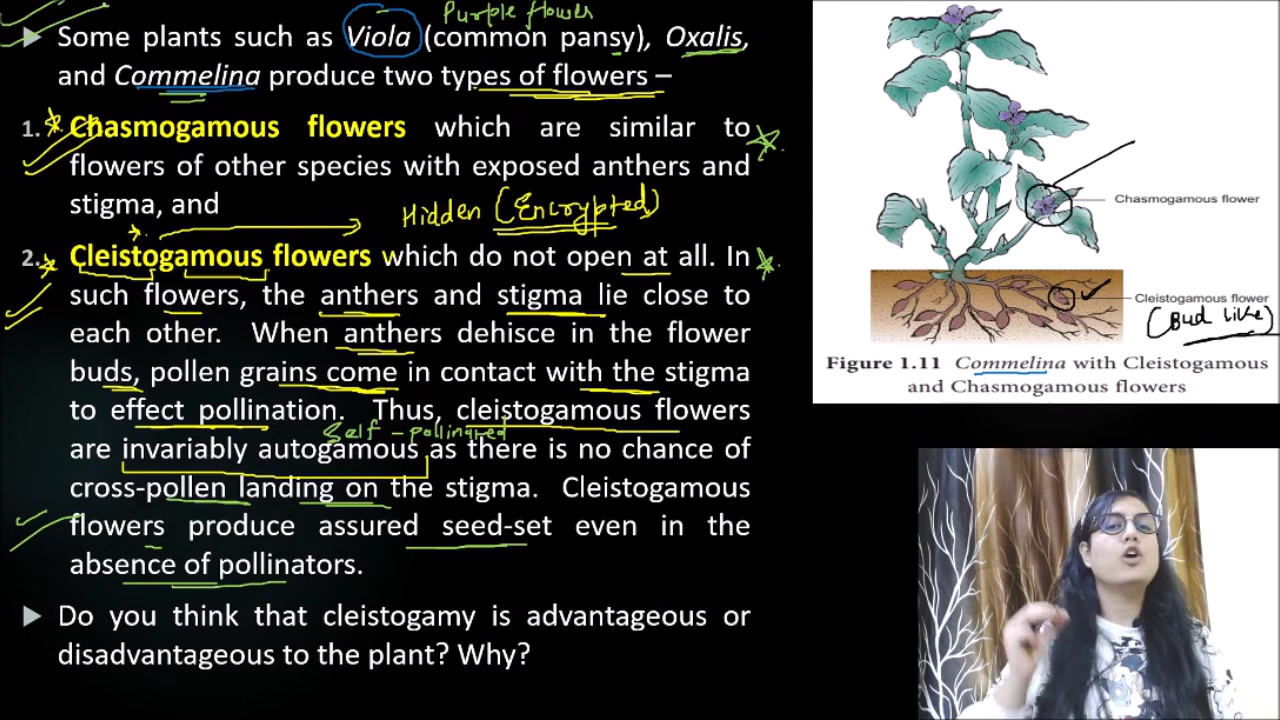 Purple flower
▶ Some plants such as Viola (common pansy), Oxalis,
and Commelina produce two types of flowers –
1. Chasmogamous flowers which are similar to
flowers of other species with exposed anthers and
stigma, and
Hidden (Encrypted)
2. Cleistogamous flowers which do not open at all. In
such flowers, the anthers and stigma lie close to
each other. When anthers dehisce in the flower
buds, pollen grains come in contact with the stigma
to effect pollination. Thus, cleistogamous flowers
Self - pollinated
are invariably autogamous as there is no chance of
cross-pollen landing on the stigma. Cleistogamous
flowers produce assured seed-set even in the
absence of pollinators.
▶ Do you think that cleistogamy is advantageous or
disadvantageous to the plant? Why?
Chasmogamous flower
Cleistogamous flower
(Bud like)
Figure 1.11 Commelina with Cleistogamous
and Chasmogamous flowers